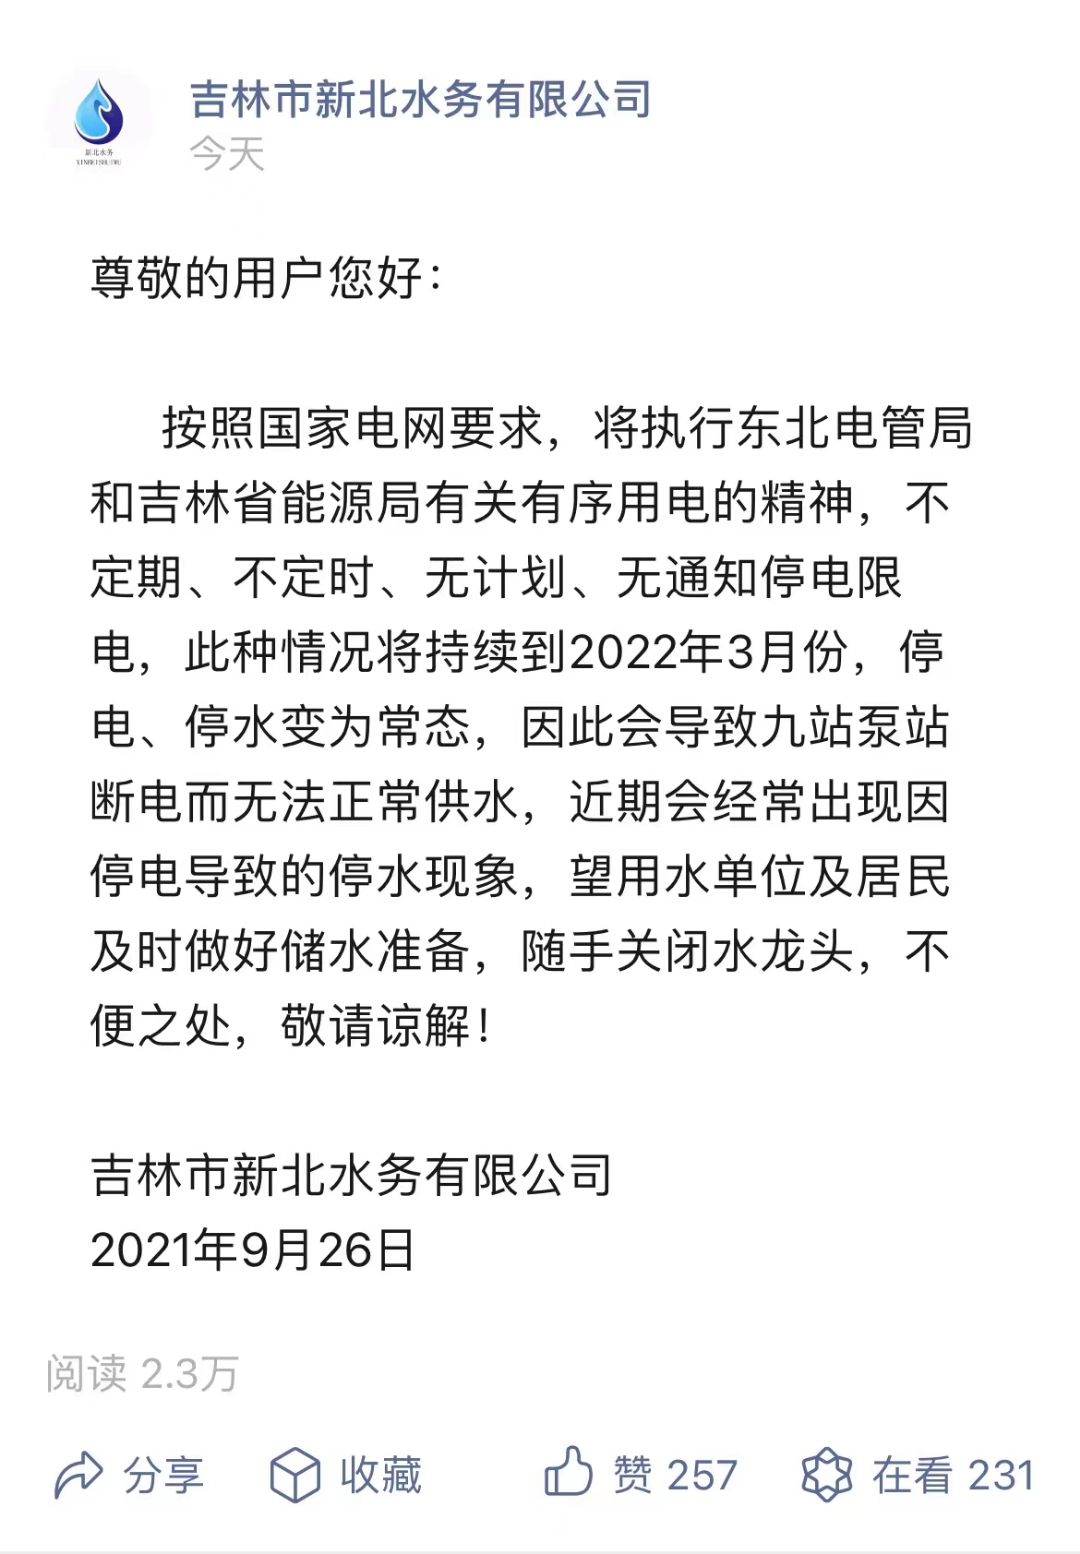 吉林市新北水务有限公司
今天
新北水务
尊敬的用户您好：
按照国家电网要求，将执行东北电管局
和吉林省能源局有关有序用电的精神，不
定期、不定时、无计划、无通知停电限
电，此种情况将持续到2022年3月份，停
电、停水变为常态，因此会导致九站泵站
断电而无法正常供水，近期会经常出现因
停电导致的停水现象，望用水单位及居民
及时做好储水准备，随手关闭水龙头，不
便之处，敬请谅解！
吉林市新北水务有限公司
2021年9月26日
阅读 2.3万
分享 收藏 赞 257 在看 231